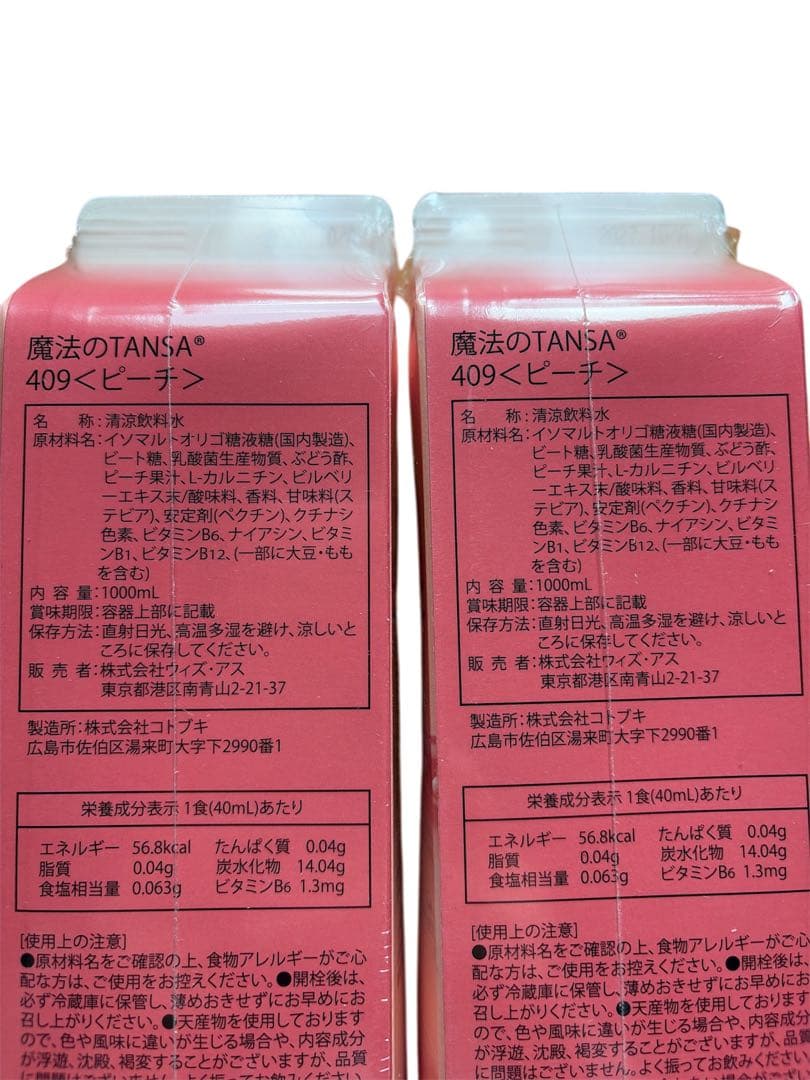 魔法のTANSA®
409<ピーチ>
名 称:清涼飲料水
原材料名:イソマルトオリゴ糖液糖(国内製造)、
ビート糖、乳酸菌生産物質、ぶどう酢、
ピーチ果汁、L-カルニチン、ビルベリ
ーエキス末/酸味料、香料、甘味料(ス
テビア)、安定剤(ペクチン)、クチナシ
色素、ビタミンB6、ナイアシン、ビタミ
ンB1、ビタミンB12、(一部に大豆・もも
を含む)
内 容 量:1000mL
賞味期限:容器上部に記載
保存方法:直射日光、高温多湿を避け、涼しいと
ころに保存してください。
販 売 者:株式会社ウィズ・アス
東京都港区南青山2-21-37
製造所:株式会社コトブキ
広島市佐伯区湯来町大字下2990番1
栄養成分表示 1食(40mL)あたり
エネルギー 56.8kcal たんぱく質 0.04g
脂質 0.04g 炭水化物 14.04g
食塩相当量 0.063g ビタミンB6 1.3mg
[使用上の注意]
●原材料名をご確認の上、食物アレルギーがご心
配な方は、ご使用をお控えください。●開栓後は、
必ず冷蔵庫に保管し、薄めおきせずにお早めにお
召し上がりください。●天産物を使用しております
ので、色や風味に違いが生じる場合や、内容成分
が浮遊、沈殿、褐変することがございますが、品質
に問題はございません。よく振ってお飲みください
魔法のTANSA®
409<ピーチ>
名 称:清涼飲料水
原材料名:イソマルトオリゴ糖液糖(国内製造)、
ビート糖、乳酸菌生産物質、ぶどう酢、
ピーチ果汁、L-カルニチン、ビルベリ
ーエキス末/酸味料、香料、甘味料(ス
テビア)、安定剤(ペクチン)、クチナシ
色素、ビタミンB6、ナイアシン、ビタミ
ンB1、ビタミンB12、(一部に大豆・もも
を含む)
内 容 量:1000mL
賞味期限:容器上部に記載
保存方法:直射日光、高温多湿を避け、涼しいと
ころに保存してください。
販 売 者:株式会社ウィズ・アス
東京都港区南青山2-21-37
製造所:株式会社コトブキ
広島市佐伯区湯来町大字下2990番1
栄養成分表示 1食(40mL)あたり
エネルギー 56.8kcal たんぱく質 0.04g
脂質 0.04g 炭水化物 14.04g
食塩相当量 0.063g ビタミンB6 1.3mg
[使用上の注意]
●原材料名をご確認の上、食物アレルギーがご心
配な方は、ご使用をお控えください。●開栓後は、
必ず冷蔵庫に保管し、薄めおきせずにお早めにお
召し上がりください。●天産物を使用しております
ので、色や風味に違いが生じる場合や、内容成分
が浮遊、沈殿、褐変することがございますが、品質
に問題はございません。よく振ってお飲みください